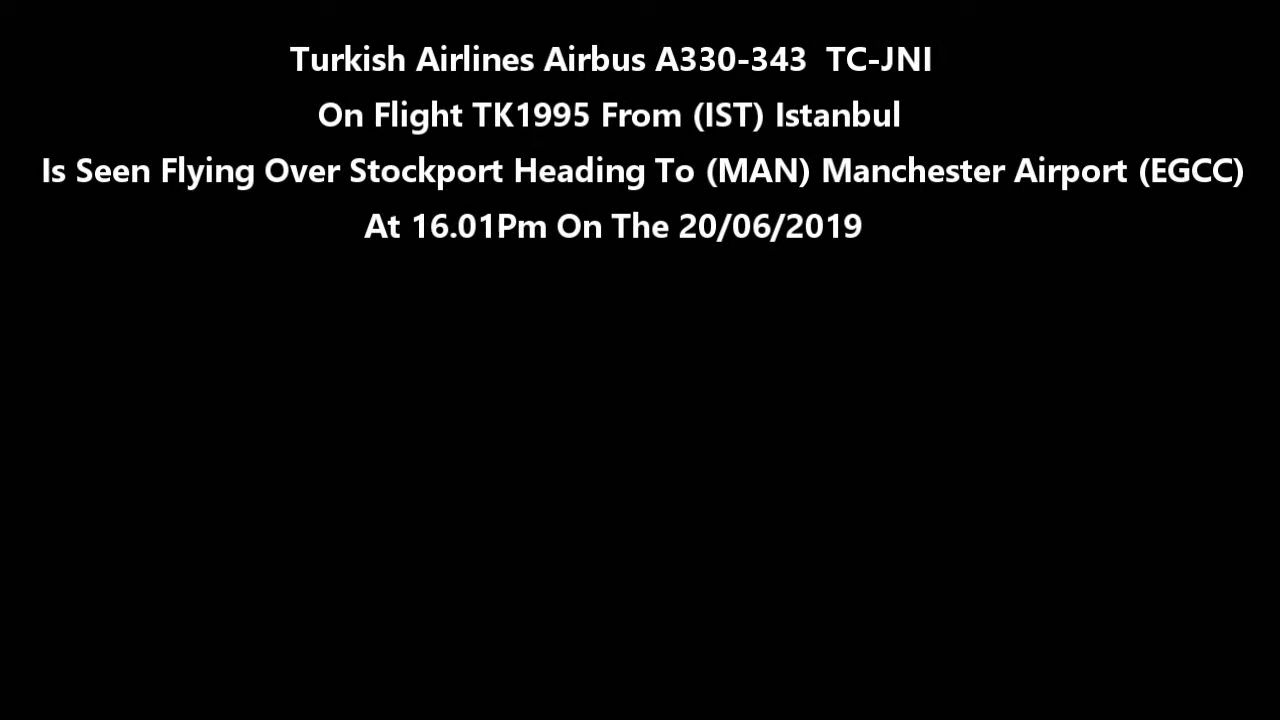 Turkish Airlines Airbus A330-343  TC-JNI
On Flight TK1995 From (IST) Istanbul
Is Seen Flying Over Stockport Heading To (MAN) Manchester Airport (EGCC)
At 16.01Pm On The 20/06/2019